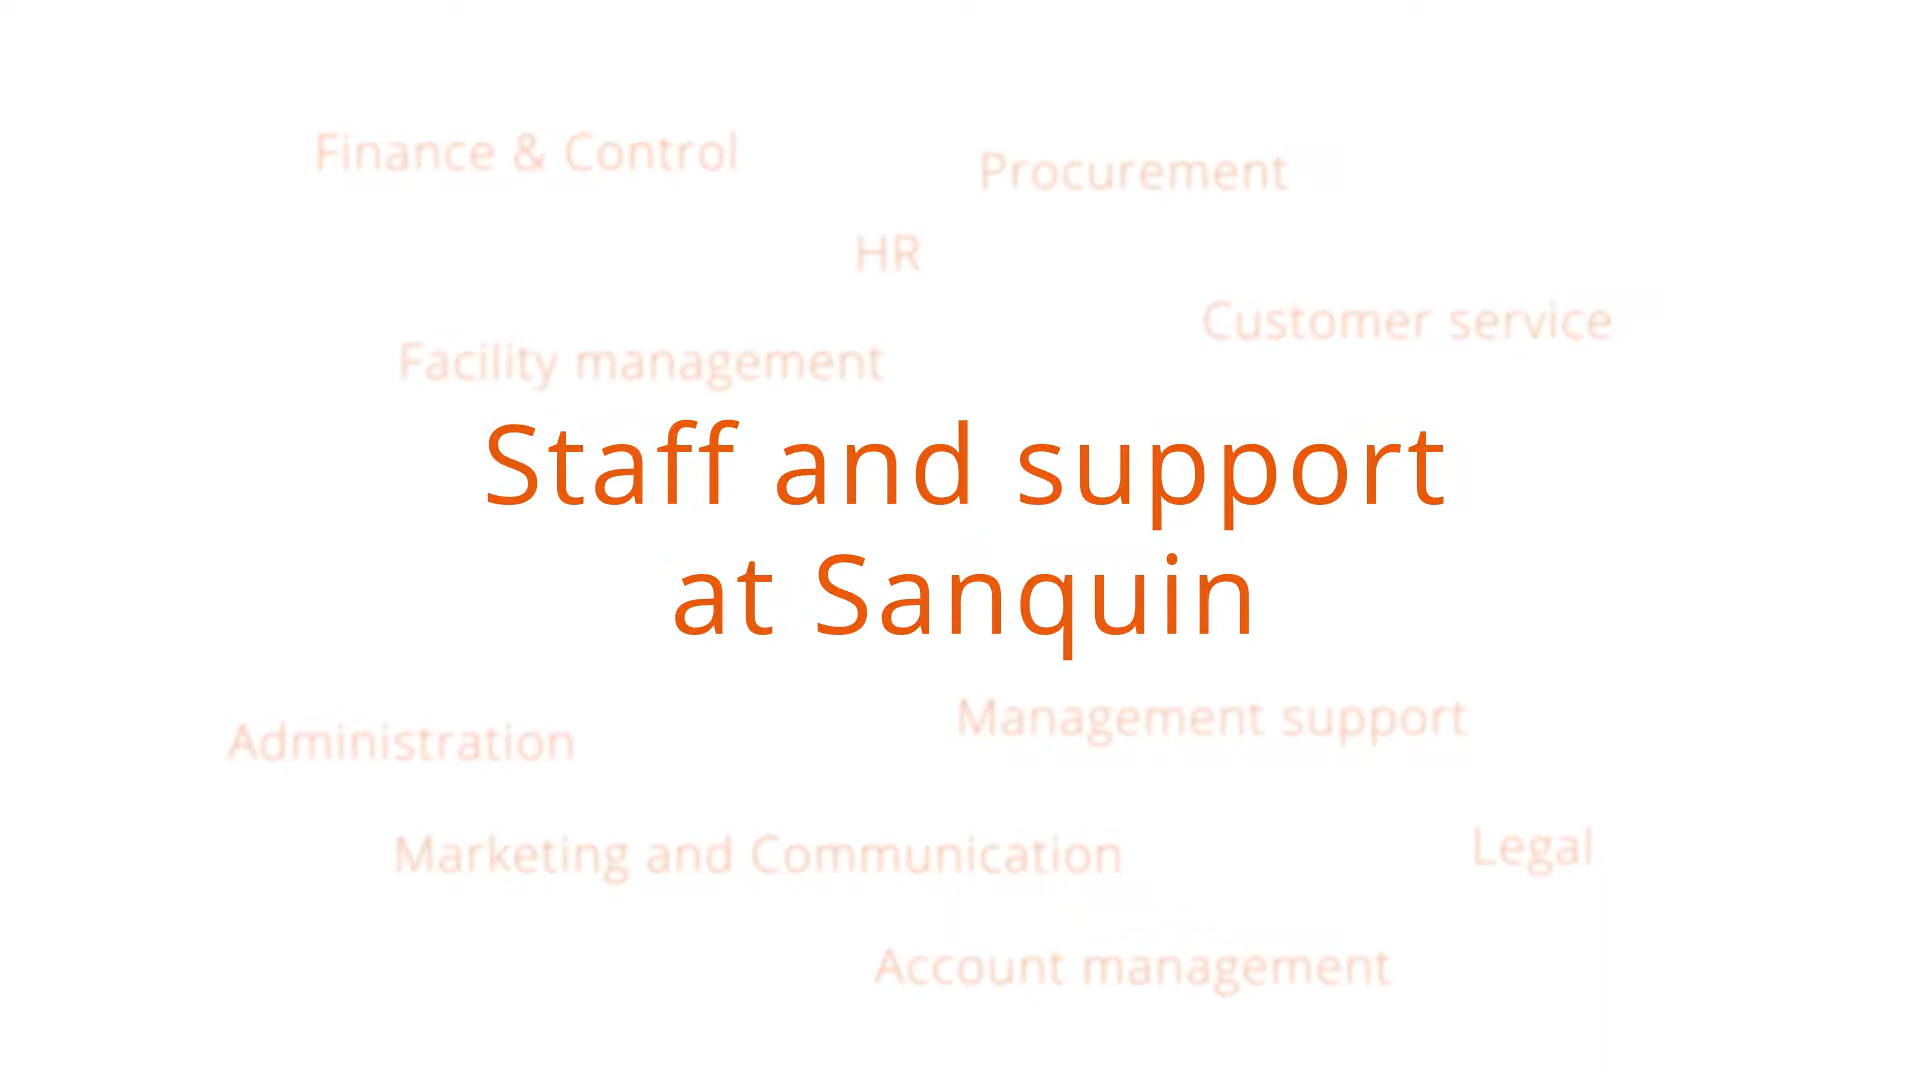 Finance & Control
Procurement
HR
Customer service
Facility management
Staff and support
at Sanquin
Management support
Administration
Legal
Marketing and Communication
Account management